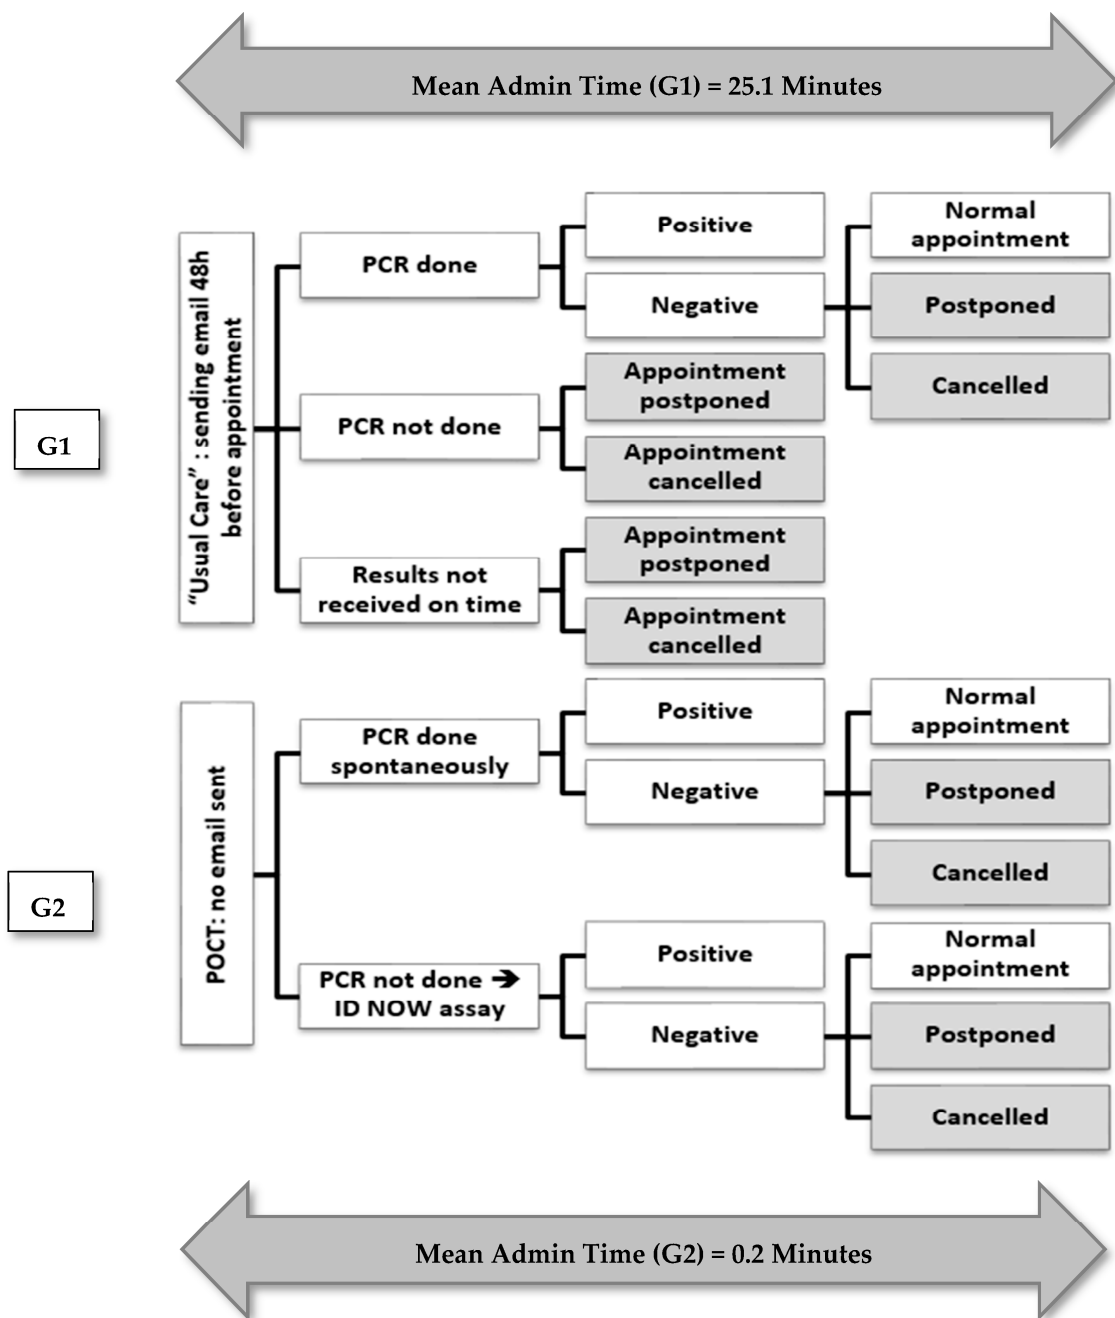 Mean Admin Time (G1) = 25.1 Minutes
G1
“Usual Care” : sending email 48h
before appointment
PCR done
Positive
Negative
Normal
appointment
Postponed
Cancelled
PCR not done
Appointment
postponed
Appointment
cancelled
Results not
received on time
Appointment
postponed
Appointment
cancelled
G2
POCT: no email sent
PCR done
spontaneously
Positive
Negative
Normal
appointment
Postponed
Cancelled
PCR not done ➔
ID NOW assay
Positive
Negative
Normal
appointment
Postponed
Cancelled
Mean Admin Time (G2) = 0.2 Minutes